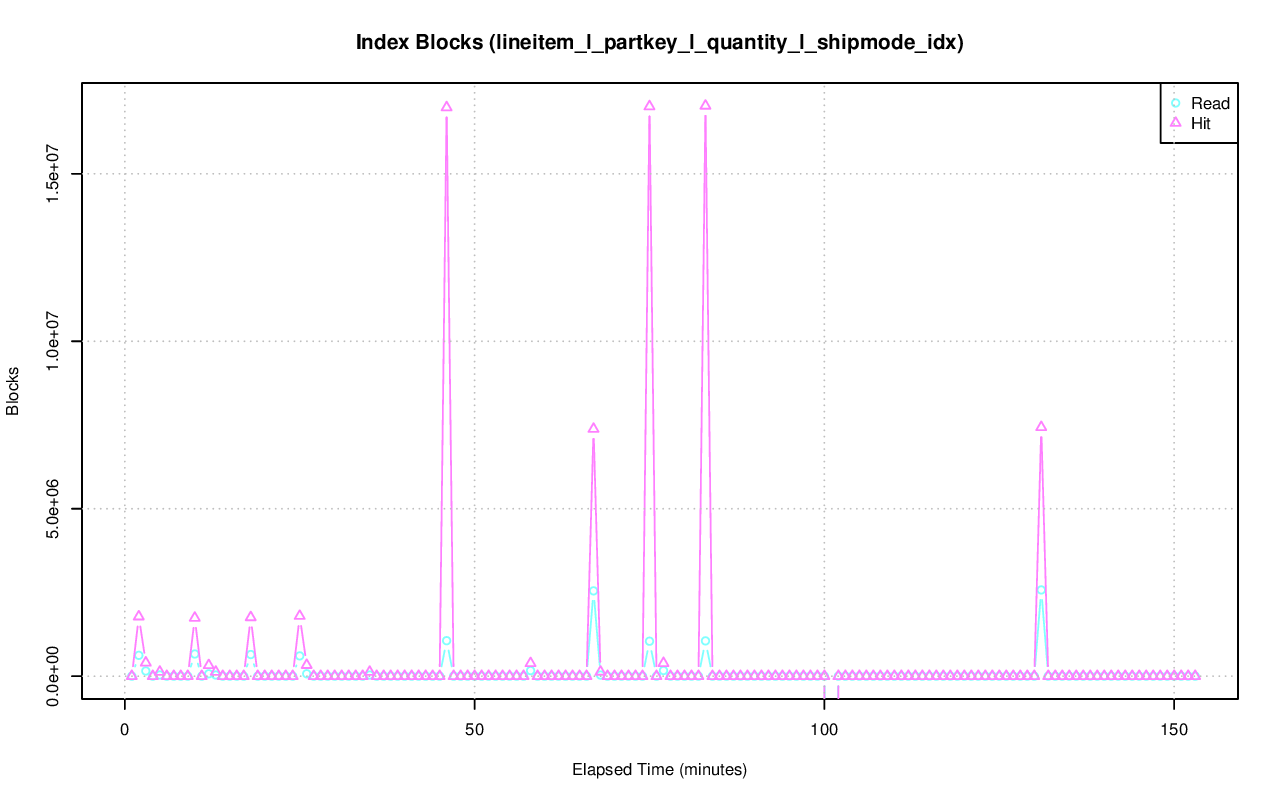 Index Blocks (lineitem_l_partkey_l_quantity_l_shipmode_idx)
Read
Hit
Blocks
1.5e+07
1.0e+07
5.0e+06
0.0e+00
0 50 100 150
Elapsed Time (minutes)